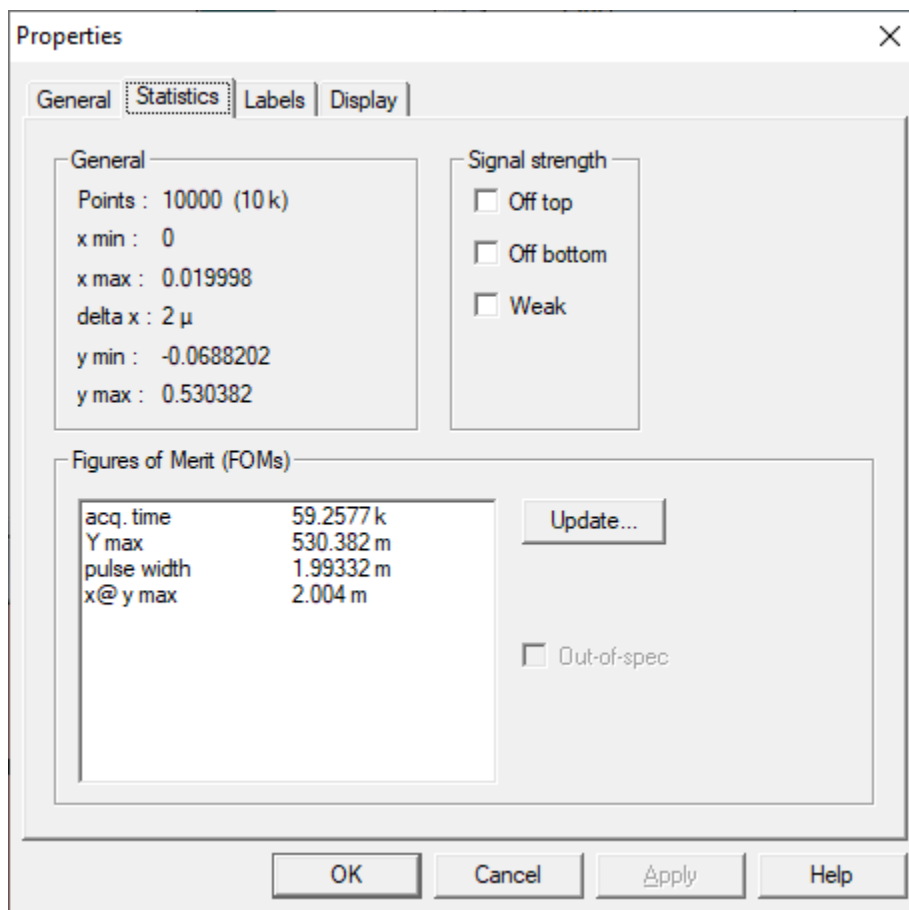 Properties
General Statistics Labels Display
General
Points : 10000 (10 k)
x min : 0
x max : 0.019998
delta x : 2 µ
y min : -0.0688202
y max : 0.530382
Signal strength
Off top
Off bottom
Weak
Figures of Merit (FOMs)
acq. time 59.2577 k
Y max 530.382 m
pulse width 1.99332 m
x@ y max 2.004 m
Update...
Out-of-spec
OK Cancel Apply Help